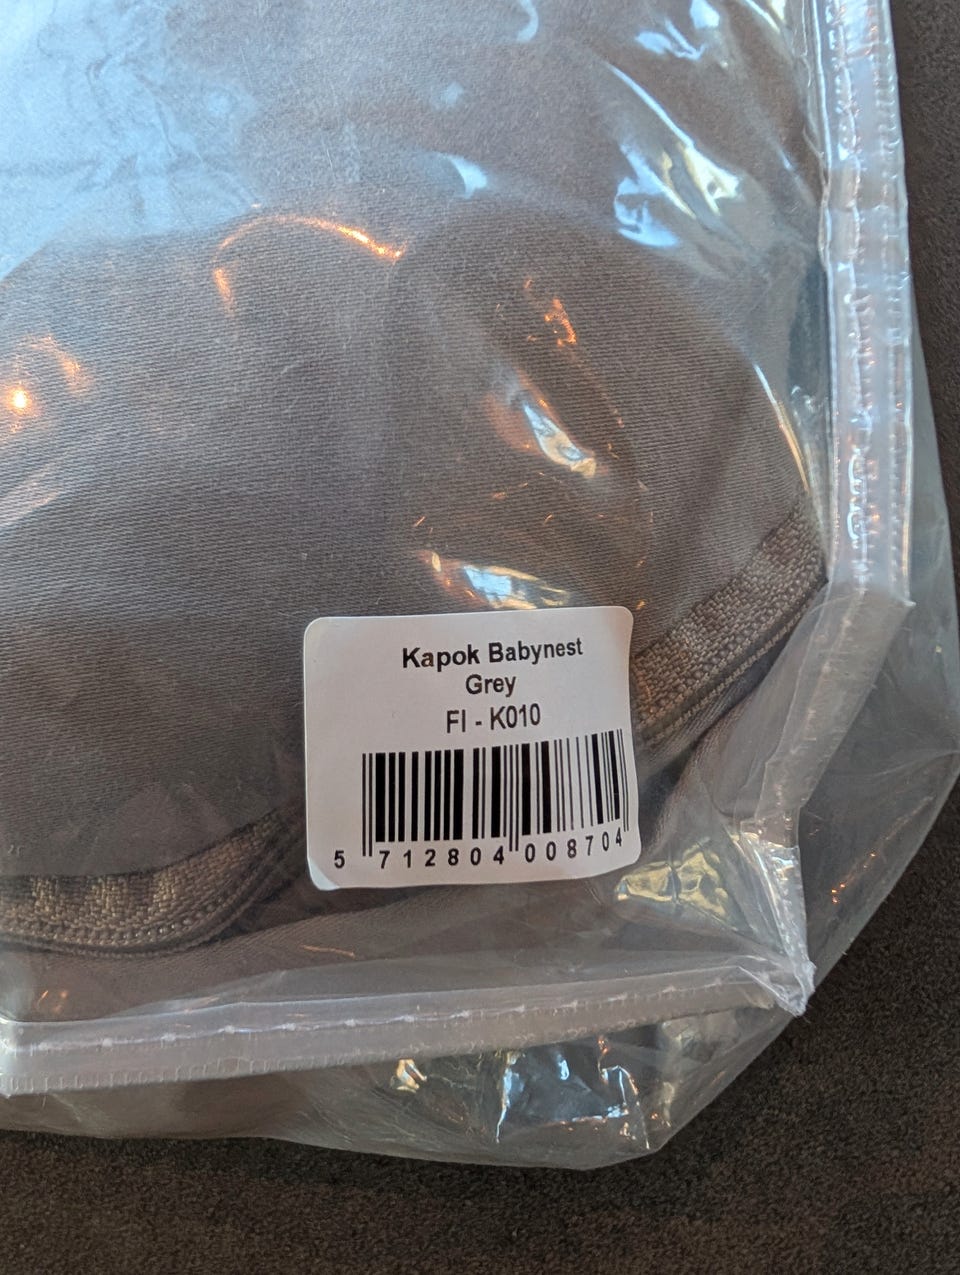 Kapok Babynest
Grey
FI - K010
5 712804 008704